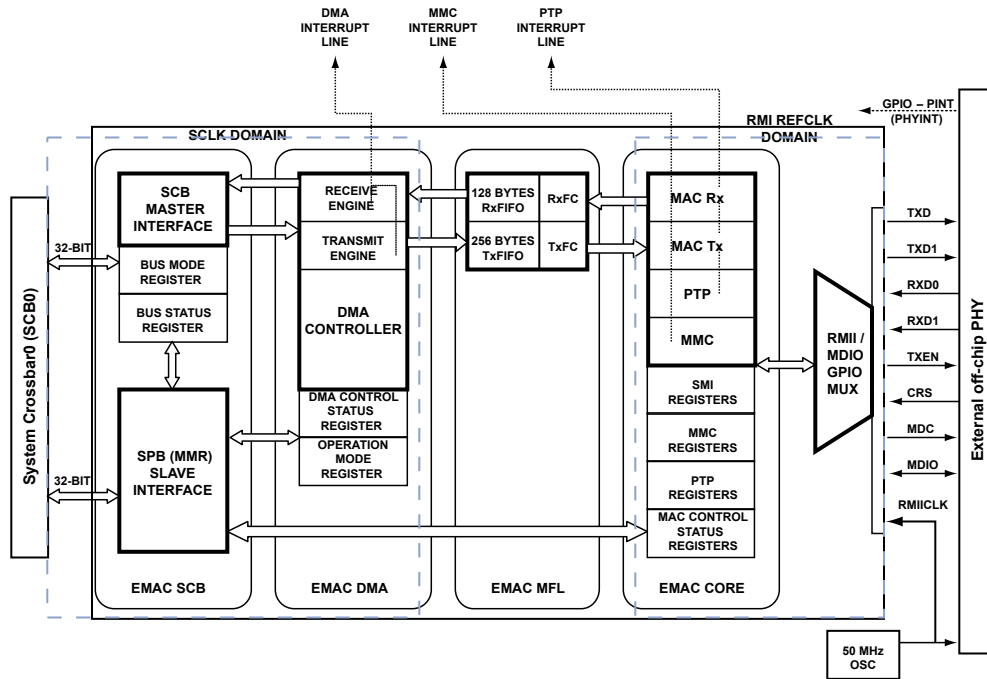 DMA
INTERRUPT
LINE
MMC
INTERRUPT
LINE
PTP
INTERRUPT
LINE
GPIO – PINT
(PHYINT)
SCLK DOMAIN
RMI REFCLK
DOMAIN
System Crossbar0 (SCB0)
32-BIT
32-BIT
SCB
MASTER
INTERFACE
BUS MODE
REGISTER
BUS STATUS
REGISTER
SPB (MMR)
SLAVE
INTERFACE
EMAC SCB
RECEIVE
ENGINE
TRANSMIT
ENGINE
DMA
CONTROLLER
DMA CONTROL
STATUS
REGISTER
OPERATION
MODE
REGISTER
EMAC DMA
128 BYTES
RxFIFO
RxFC
256 BYTES
TxFIFO
TxFC
EMAC MFL
MAC Rx
MAC Tx
PTP
MMC
SMI
REGISTERS
MMC
REGISTERS
PTP
REGISTERS
MAC CONTROL
STATUS
REGISTERS
EMAC CORE
RMII /
MDIO
GPIO
MUX
TXD
TXD1
RXD0
RXD1
TXEN
CRS
MDC
MDIO
RMIICLK
External off-chip PHY
50 MHz
OSC